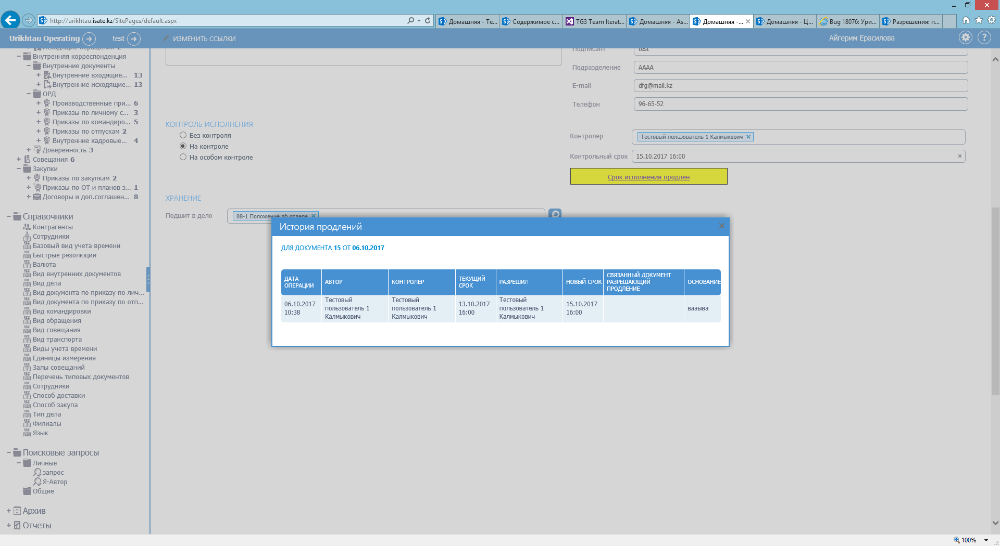 http://urikhtau.isate.kz/SitePages/default.aspx
Домашняя - Те...
Содержимое с...
TG3 Team Iterat...
Домашняя - As...
Домашняя -...
Домашняя - Ц...
Bug 18076: Ури...
Разрешения: п...
Urikhtau Operating
test
ИЗМЕНИТЬ ССЫЛКИ
Айгерим Ерасилова
?
Исходящие обращения 2
Внутренняя корреспонденция
Внутренние документы
Внутренние входящие... 13
Внутренние исходящие... 13
ОРД
Производственные при... 6
Приказы по личному с... 3
Приказы по командиро... 5
Приказы по отпускам 2
Внутренние кадровые... 4
Доверенность 3
Совещания 6
Закупки
Приказы по закупкам 2
Приказы по ОТ и планов з... 1
Договоры и доп.соглашен... 8
Справочники
Контрагенты
Сотрудники
Базовый вид учета времени
Быстрые резолюции
Валюта
Вид внутренних документов
Вид дела
Вид документа по приказу по лич...
Вид документа по приказу по отп...
Вид командировки
Вид обращения
Вид совещания
Вид транспорта
Виды учета времени
Единицы измерения
Залы совещаний
Перечень типовых документов
Сотрудники
Способ доставки
Способ закупа
Тип дела
Филиалы
Язык
Поисковые запросы
Личные
запрос
Я-Автор
Общие
Архив
Отчеты
Подписант test
Подразделение АААА
E-mail dfg@mail.kz
Телефон 96-65-52
КОНТРОЛЬ ИСПОЛНЕНИЯ
Без контроля
На контроле
На особом контроле
Контролер Тестовый пользователь 1 Калмыкович
Контрольный срок 15.10.2017 16:00
Срок исполнения продлен
ХРАНЕНИЕ
Подшит в дело 08-1 Положение об отделе
История продлений
ДЛЯ ДОКУМЕНТА 15 ОТ 06.10.2017
ДАТА ОПЕРАЦИИ
АВТОР
КОНТРОЛЕР
ТЕКУЩИЙ СРОК
РАЗРЕШИЛ
НОВЫЙ СРОК
СВЯЗАННЫЙ ДОКУМЕНТ РАЗРЕШАЮЩИЙ ПРОДЛЕНИЕ
ОСНОВАНИЕ
06.10.2017 10:38
Тестовый пользователь 1 Калмыкович
Тестовый пользователь 1 Калмыкович
13.10.2017 16:00
Тестовый пользователь 1 Калмыкович
15.10.2017 16:00
вааыва
100%